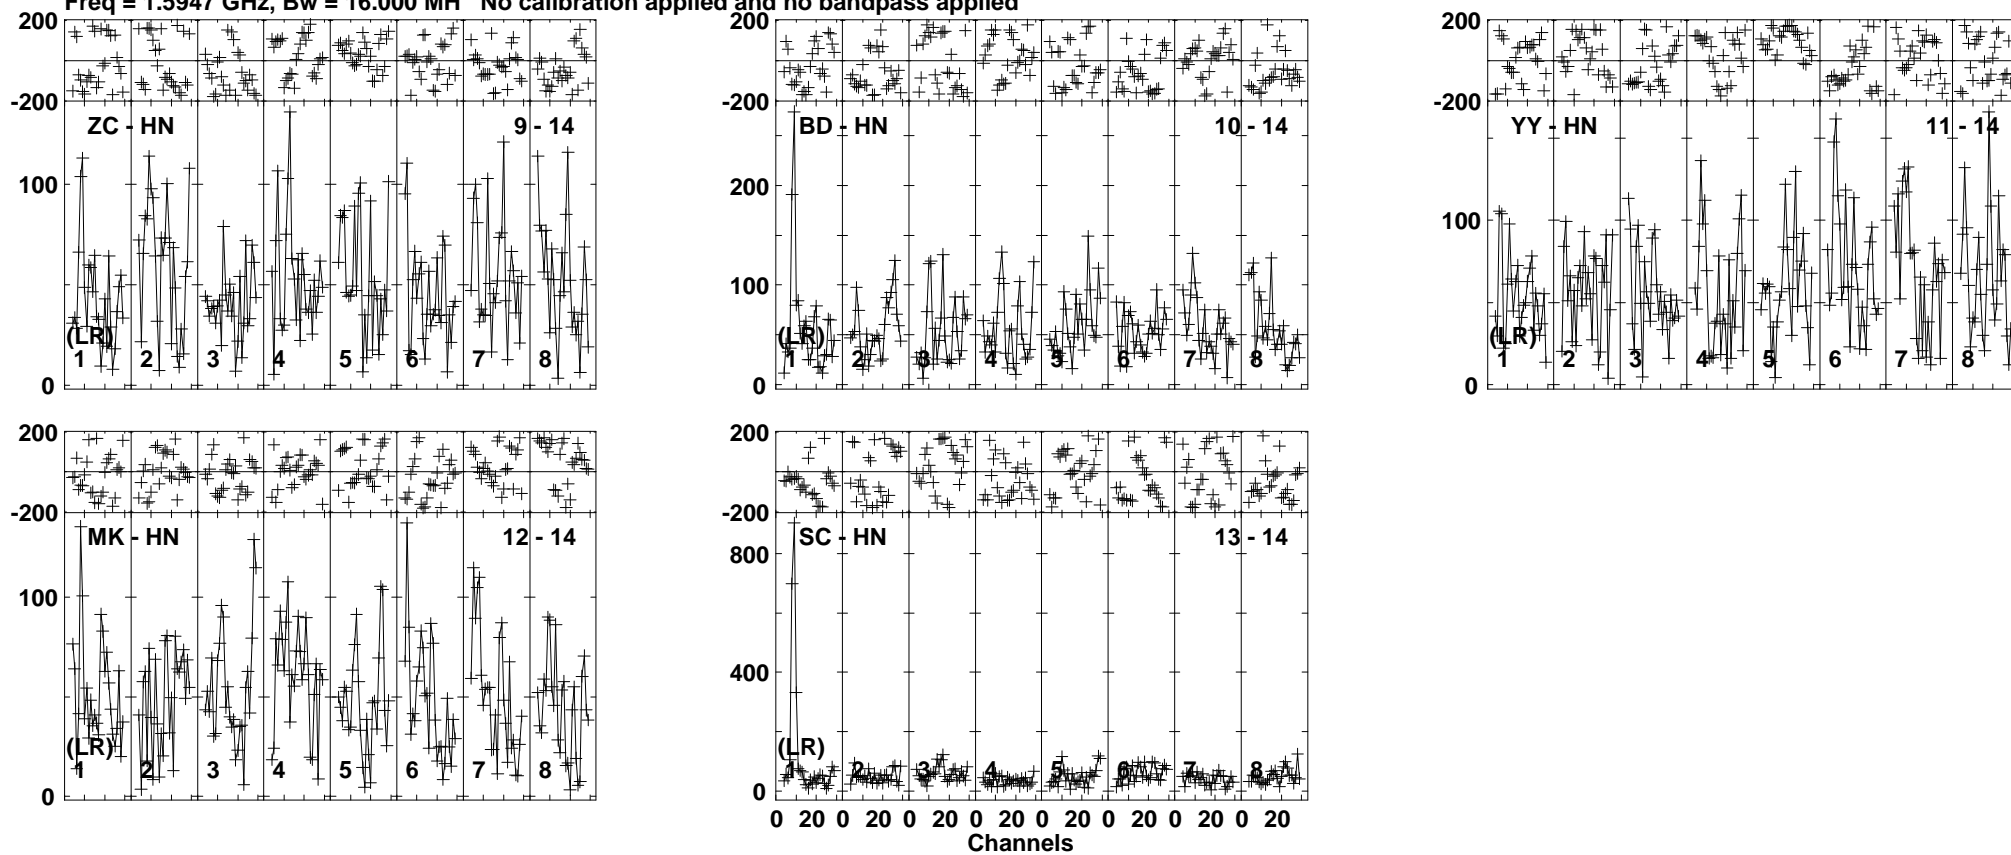 Freq = 1.5947 GHz, Bw = 16.000 MH No calibration applied and no bandpass applied
200
-200
ZC - HN 9 - 14
100
0
(LR)
1 2 3 4 5 6 7 8
BD - HN 10 - 14
200
-200
200
100
0
(LR)
1 2 3 4 5 6 7 8
200
-200
YY - HN 11 - 14
100
0
(LR)
1 2 3 4 5 6 7 8
200
-200
MK - HN 12 - 14
100
0
(LR)
1 2 3 4 5 6 7 8
200
-200
SC - HN 13 - 14
800
400
0
(LR)
1 2 3 4 5 6 7 8
0 20 0 20 0 20 0 20 0 20 0 20 0 20 0 20
Channels